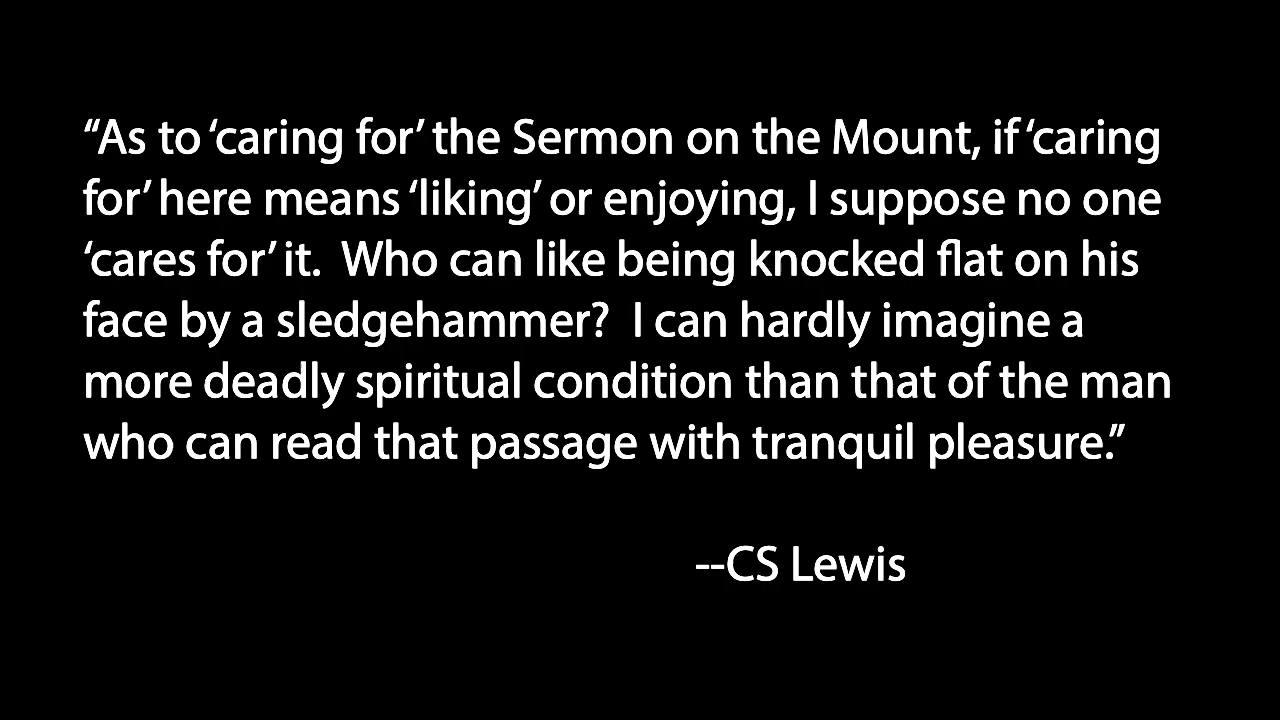 “As to ‘caring for’ the Sermon on the Mount, if ‘caring
for’ here means ‘liking’ or enjoying, I suppose no one
‘cares for’ it.  Who can like being knocked flat on his
face by a sledgehammer?  I can hardly imagine a
more deadly spiritual condition than that of the man
who can read that passage with tranquil pleasure.”
--CS Lewis